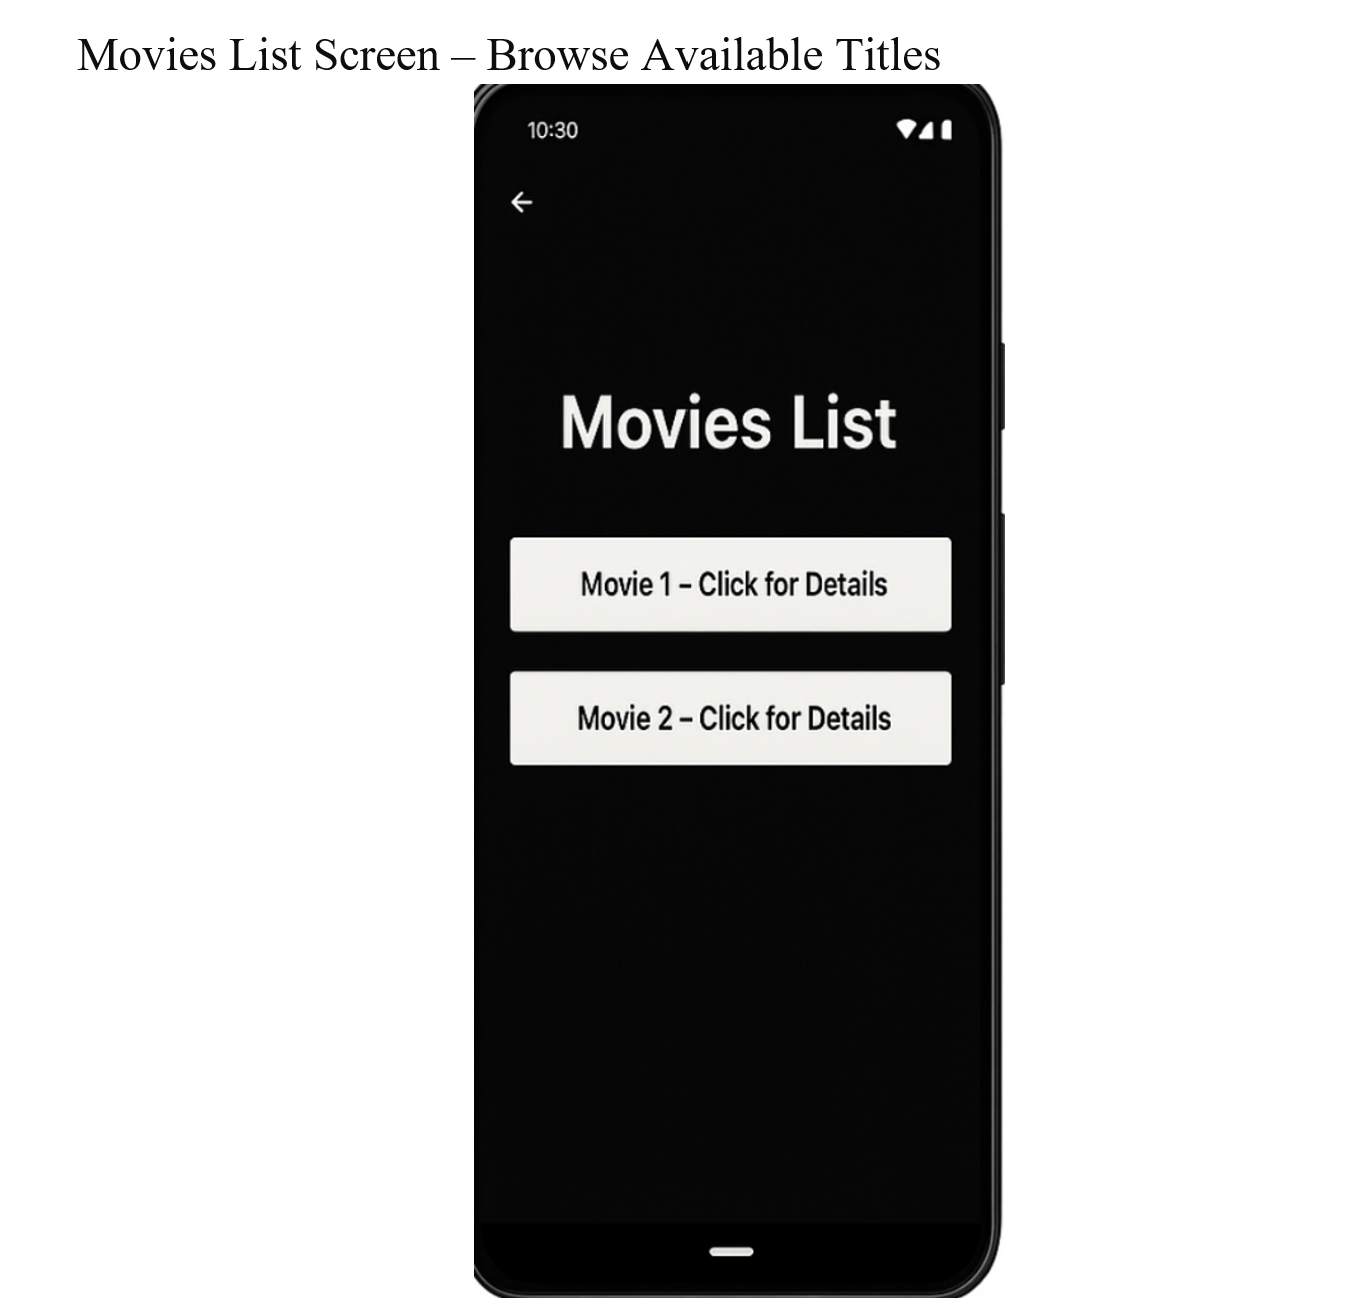 Movies List Screen – Browse Available Titles
10:30
Movies List
Movie 1 – Click for Details
Movie 2 – Click for Details